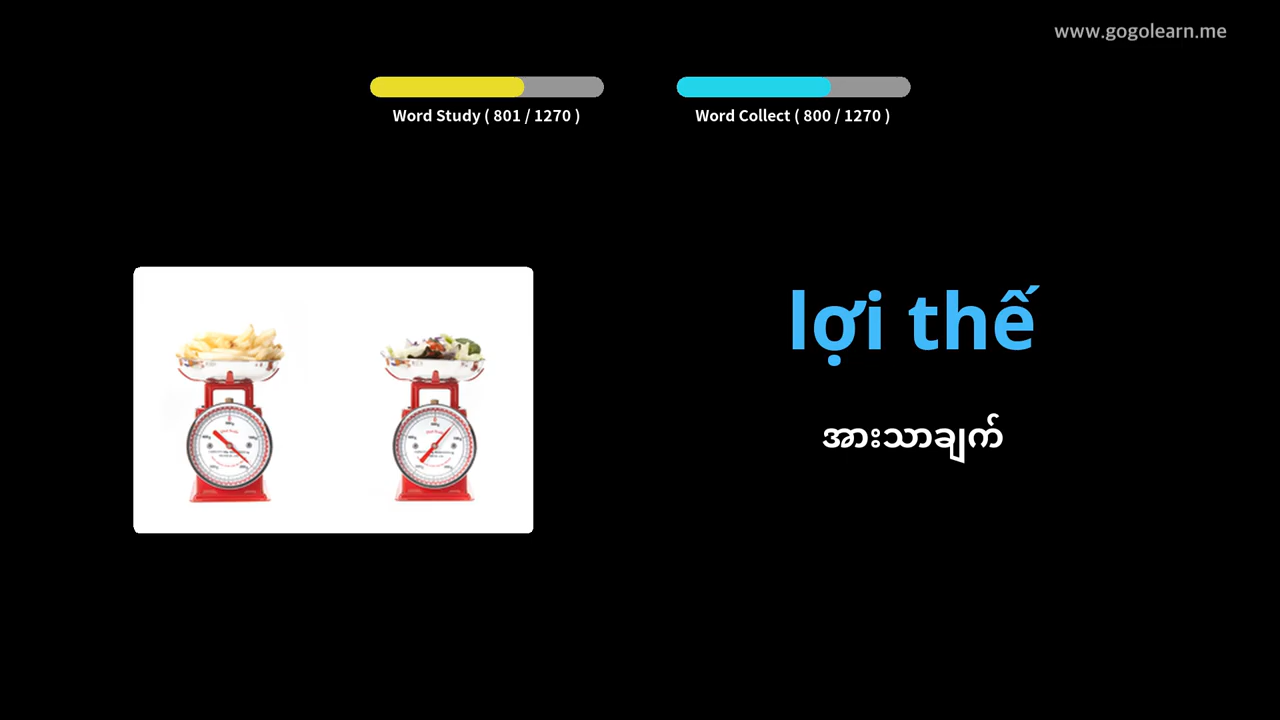 www.gogolearn.me
Word Study ( 801 / 1270 )
Word Collect ( 800 / 1270 )
lợi thế
အားသာချက်